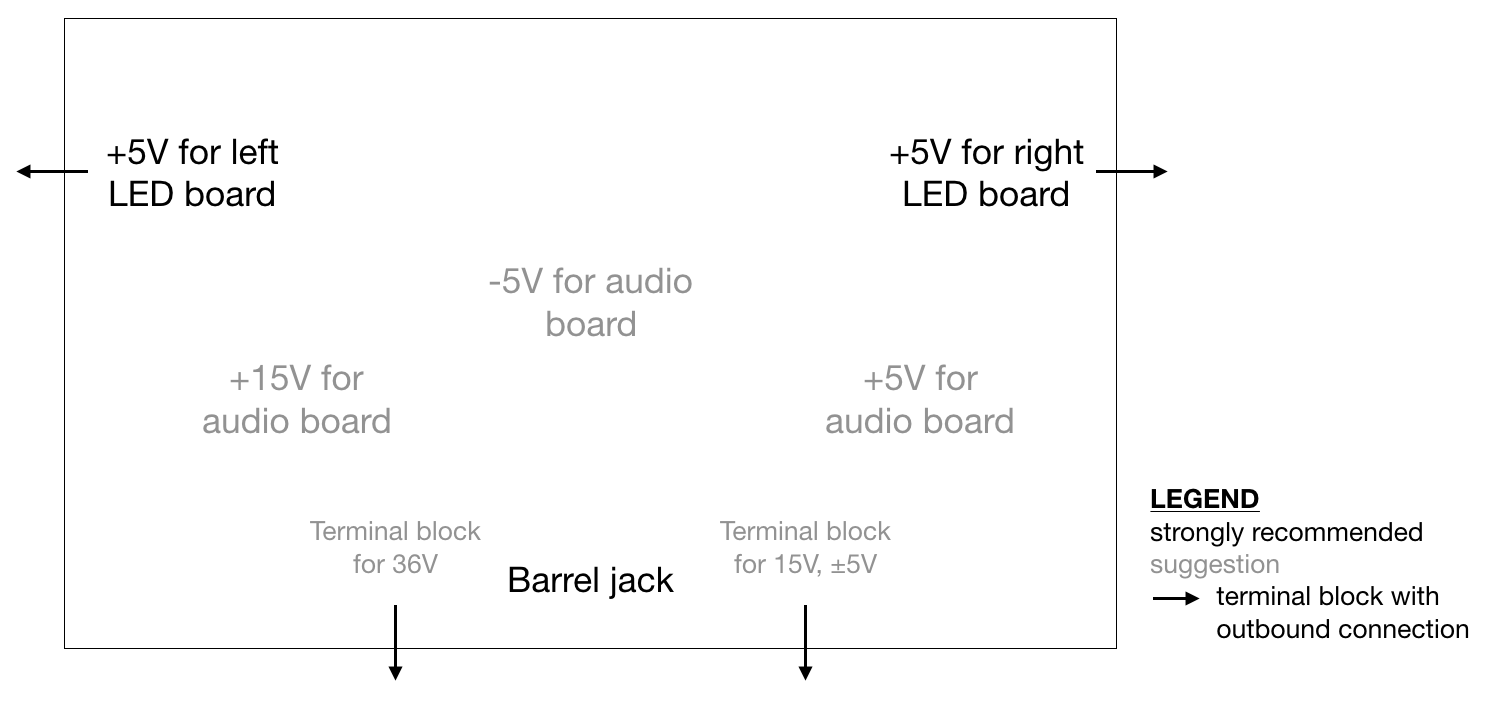 +5V for left
LED board
+5V for right
LED board
-5V for audio
board
+15V for
audio board
+5V for
audio board
Terminal block
for 36V
Barrel jack
Terminal block
for 15V, ±5V
LEGEND
strongly recommended
suggestion
terminal block with
outbound connection